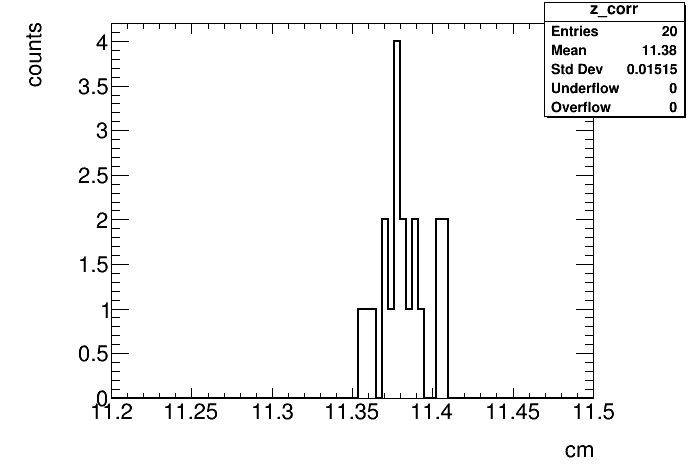 z_corr
Entries 20
Mean 11.38
Std Dev 0.01515
Underflow 0
Overflow 0
counts
4
3.5
3
2.5
2
1.5
1
0.5
0
11.2 11.25 11.3 11.35 11.4 11.45 11.5
cm